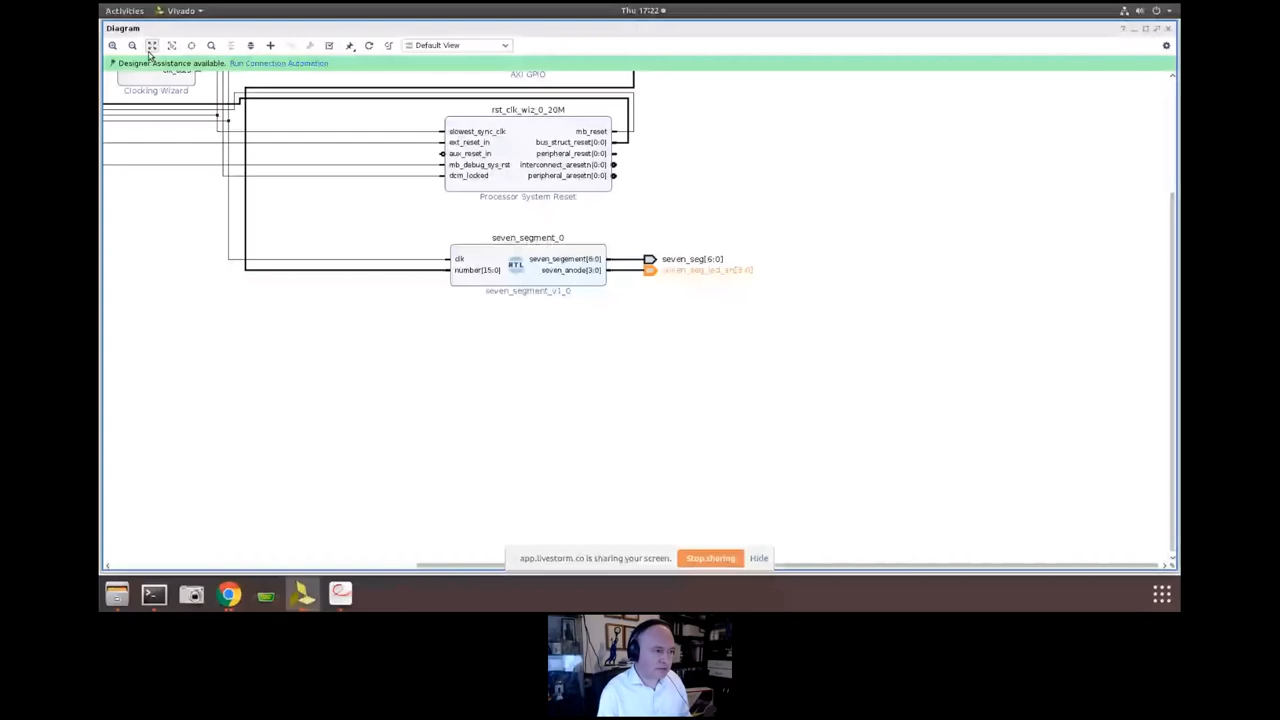 Activities Vivado Thu 17:22
Diagram
Default View
Designer Assistance available. Run Connection Automation
Clocking Wizard
AXI GPIO
rst_clk_wiz_0_20M
slowest_sync_clk mb_reset
ext_reset_in bus_struct_reset[0:0]
aux_reset_in peripheral_reset[0:0]
mb_debug_sys_rst interconnect_aresetn[0:0]
dcm_locked peripheral_aresetn[0:0]
Processor System Reset
seven_segment_0
clk seven_segement[6:0] seven_seg[6:0]
number[15:0] RTL seven_anode[3:0] seven_seg_led_an[3:0]
seven_segment_v1_0
app.livestorm.co is sharing your screen. Stop sharing Hide